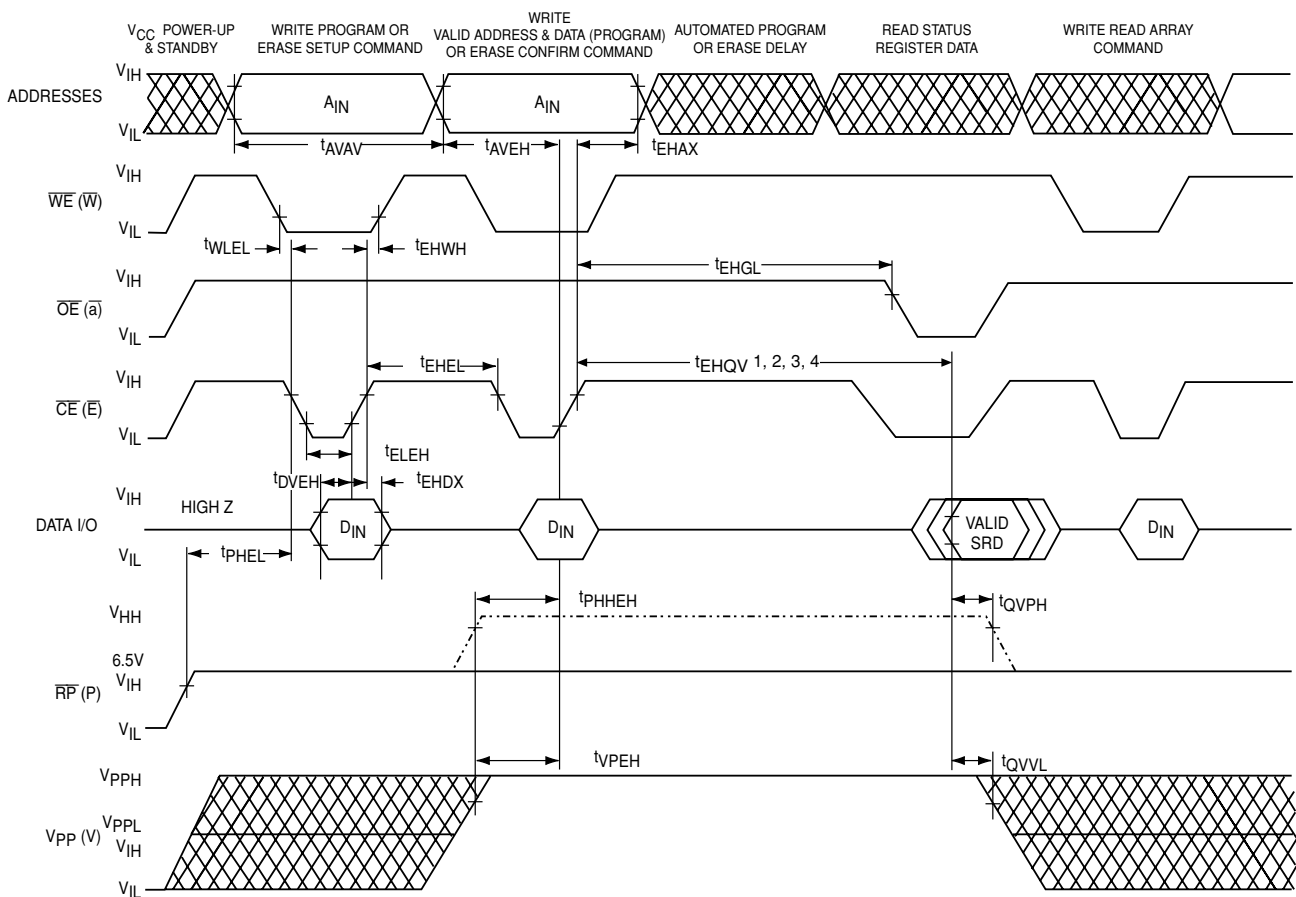 VCC POWER-UP
& STANDBY
WRITE PROGRAM OR
ERASE SETUP COMMAND
WRITE
VALID ADDRESS & DATA (PROGRAM)
OR ERASE CONFIRM COMMAND
AUTOMATED PROGRAM
OR ERASE DELAY
READ STATUS
REGISTER DATA
WRITE READ ARRAY
COMMAND
ADDRESSES
VIH
VIL
AIN
AIN
tAVAV
tAVEH
tEHAX
WE (W)
VIH
VIL
tWLEL
tEHWH
OE (a)
VIH
VIL
tEHGL
CE (E)
VIH
VIL
tEHEL
tEHQV 1, 2, 3, 4
tELEH
tDVEH
tEHDX
DATA I/O
VIH
VIL
HIGH Z
DIN
DIN
VALID
SRD
DIN
tPHEL
tPHHEH
tQVPH
VHH
6.5V
RP (P)
VIH
VIL
tVPEH
tQVVL
VPP (V)
VPPH
VPPL
VIH
VIL